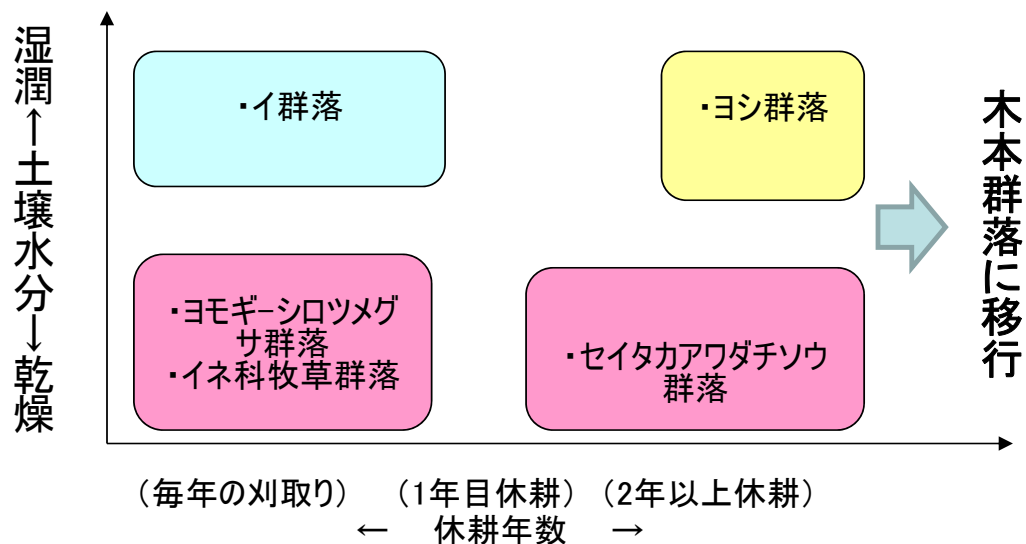 湿潤←土壌水分→乾燥
・イ群落
・ヨシ群落
・ヨモギ−シロツメグ
サ群落
・イネ科牧草群落
・セイタカアワダチソウ
群落
木本群落に移行
（毎年の刈取り） （1年目休耕）（2年以上休耕）
← 休耕年数 →